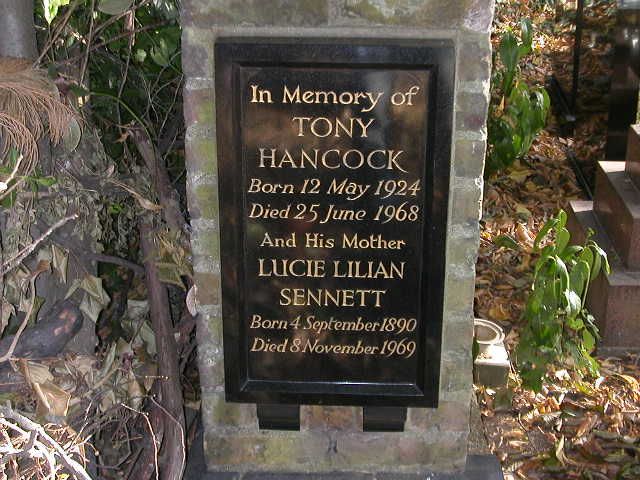 In Memory of
TONY
HANCOCK
Born 12 May 1924
Died 25 June 1968
And His Mother
LUCIE LILIAN
SENNETT
Born 4 September 1890
Died 8 November 1969